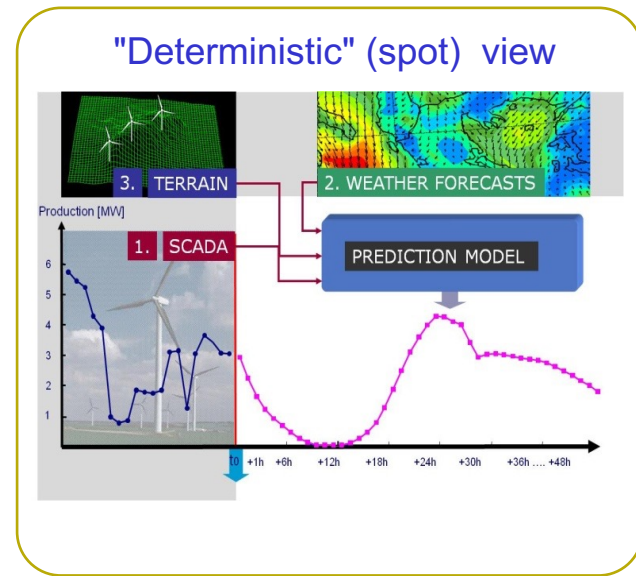 "Deterministic" (spot) view
3. TERRAIN
2. WEATHER FORECASTS
Production [MW]
1. SCADA
PREDICTION MODEL
6
5
4
3
2
1
t0 +1h +6h +12h +18h +24h +30h +36h .... +48h